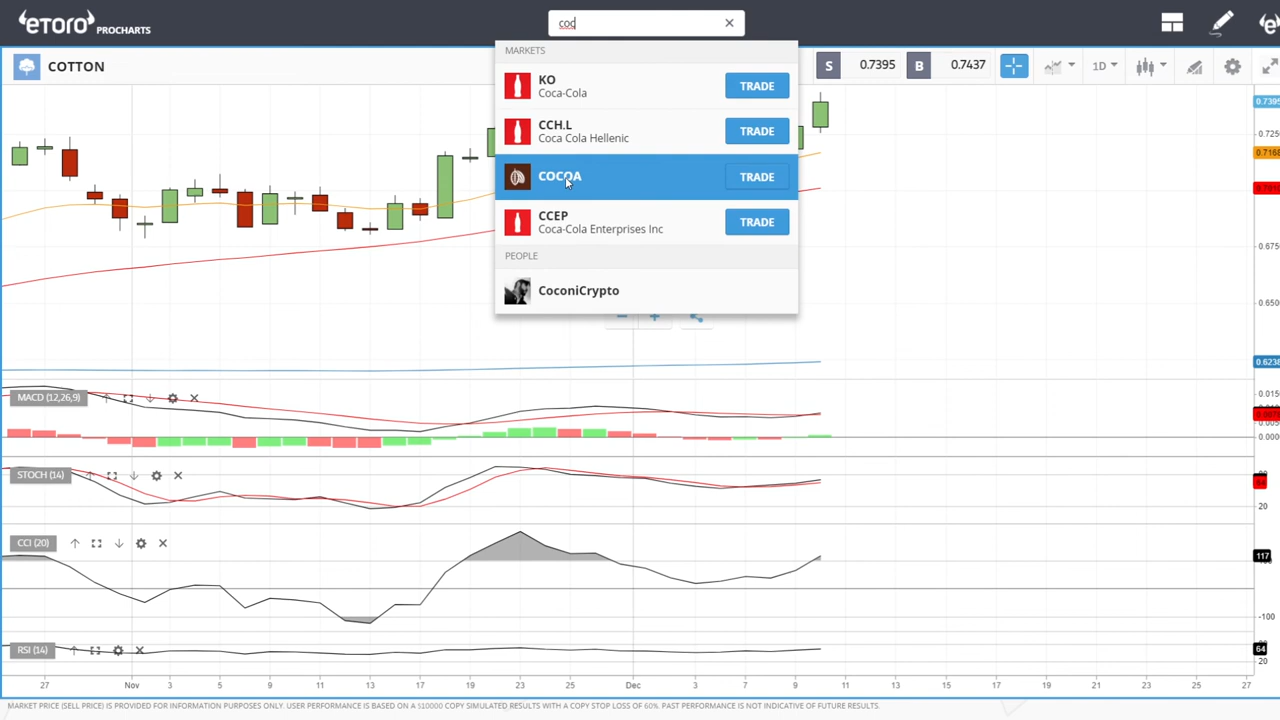 eToro PROCHARTS
coc
COTTON
S 0.7395 B 0.7437
1D
MARKETS
KO
Coca-Cola
TRADE
CCH.L
Coca Cola Hellenic
TRADE
COCOA
TRADE
CCEP
Coca-Cola Enterprises Inc
TRADE
PEOPLE
CoconiCrypto
0.7395
0.725
0.7168
0.675
0.650
0.6238
MACD (12,26,9)
0.015
0.000
STOCH (14)
20
CCI (20)
117
-100
RSI (14)
64
20
27 Nov 3 5 9 11 13 17 19 23 25 Dec 3 7 9 11 13 15 19 21 23 27
MARKET PRICE (SELL PRICE) IS PROVIDED FOR INFORMATION PURPOSES ONLY. USER PERFORMANCE IS BASED ON A $10000 COPY SIMULATED RESULTS WITH A COPY STOP LOSS OF 60%. PAST PERFORMANCE IS NOT INDICATIVE OF FUTURE RESULTS.